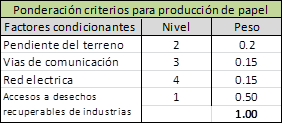 Ponderación criterios para producción de papel
Factores condicionantes Nivel Peso
Pendiente del terreno 2 0.2
Vias de comunicación 3 0.15
Red electrica 4 0.15
Accesos a desechos 1 0.50
recuperables de industrias 1.00